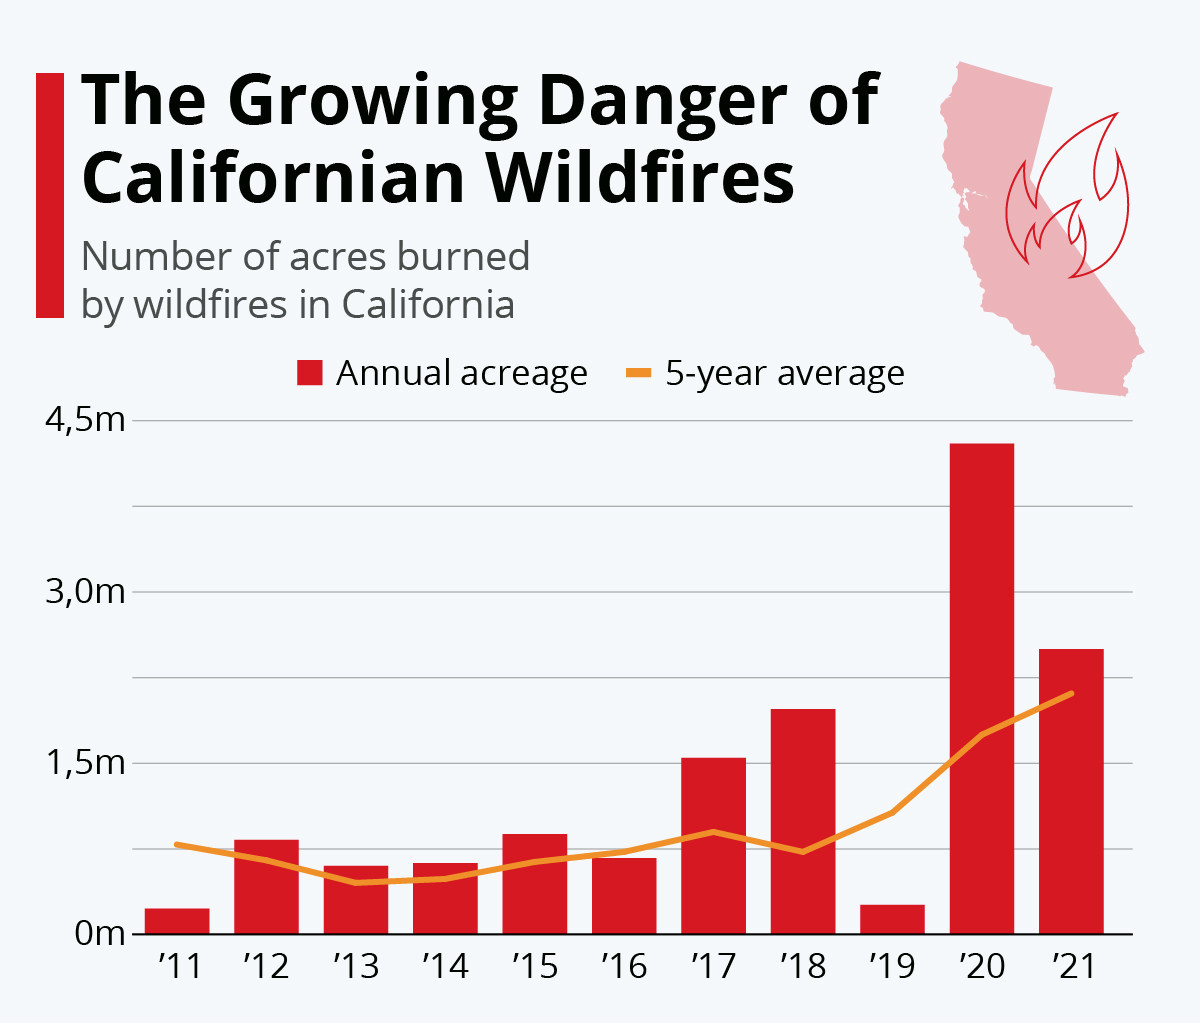 The Growing Danger of
Californian Wildfires
Number of acres burned
by wildfires in California
Annual acreage 5-year average
4,5m
3,0m
1,5m
0m
’11 ’12 ’13 ’14 ’15 ’16 ’17 ’18 ’19 ’20 ’21